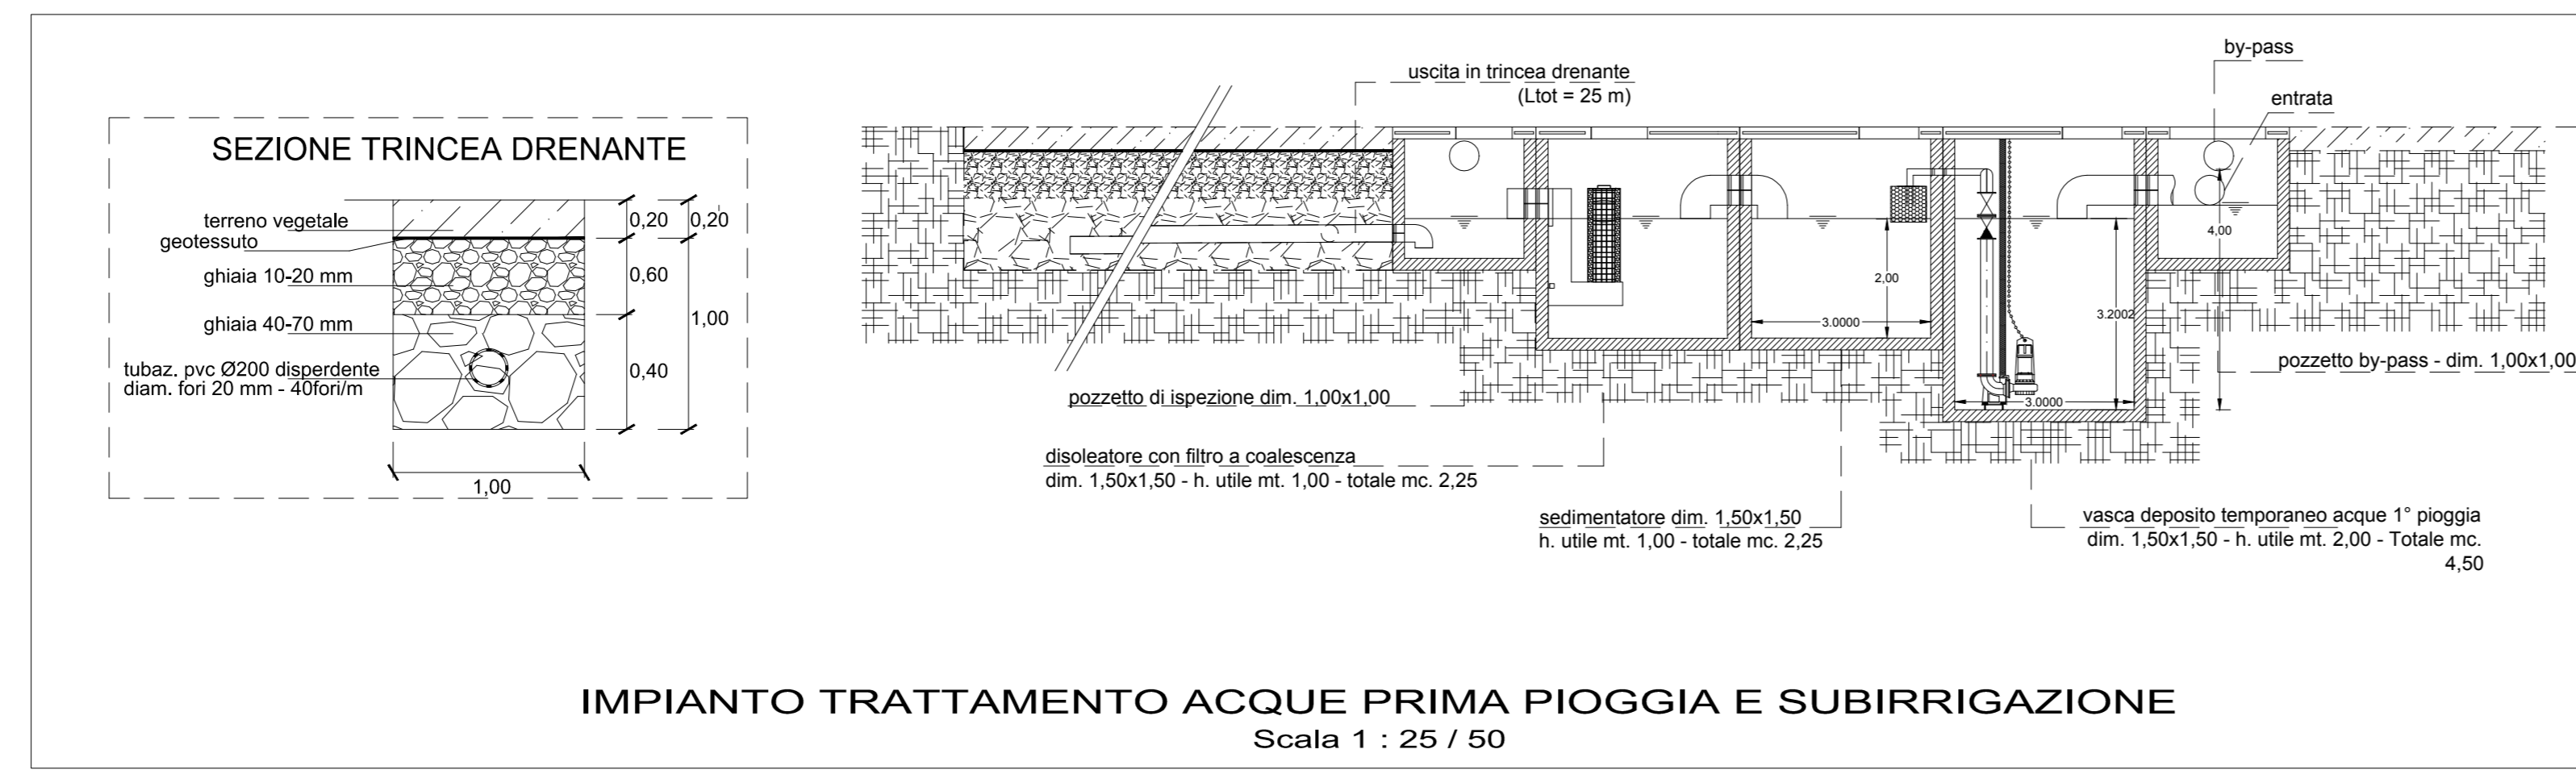 SEZIONE TRINCEA DRENANTE
terreno vegetale
geotessuto
ghiaia 10-20 mm
ghiaia 40-70 mm
tubaz. pvc Ø200 disperdente
diam. fori 20 mm - 40fori/m
0,20
0,20
0,60
1,00
0,40
1,00
uscita in trincea drenante
(Ltot = 25 m)
by-pass
entrata
4,00
2,00
3.0000
3.2002
3.0000
pozzetto by-pass - dim. 1,00x1,00
pozzetto di ispezione dim. 1,00x1,00
disoleatore con filtro a coalescenza
dim. 1,50x1,50 - h. utile mt. 1,00 - totale mc. 2,25
sedimentatore dim. 1,50x1,50
h. utile mt. 1,00 - totale mc. 2,25
vasca deposito temporaneo acque 1° pioggia
dim. 1,50x1,50 - h. utile mt. 2,00 - Totale mc.
4,50
IMPIANTO TRATTAMENTO ACQUE PRIMA PIOGGIA E SUBIRRIGAZIONE
Scala 1 : 25 / 50